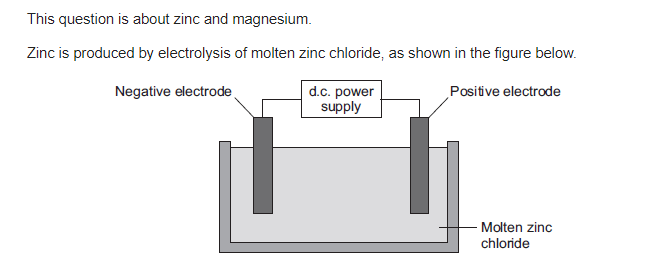 This question is about zinc and magnesium.
Zinc is produced by electrolysis of molten zinc chloride, as shown in the figure below.
Negative electrode
d.c. power
supply
Positive electrode
Molten zinc
chloride